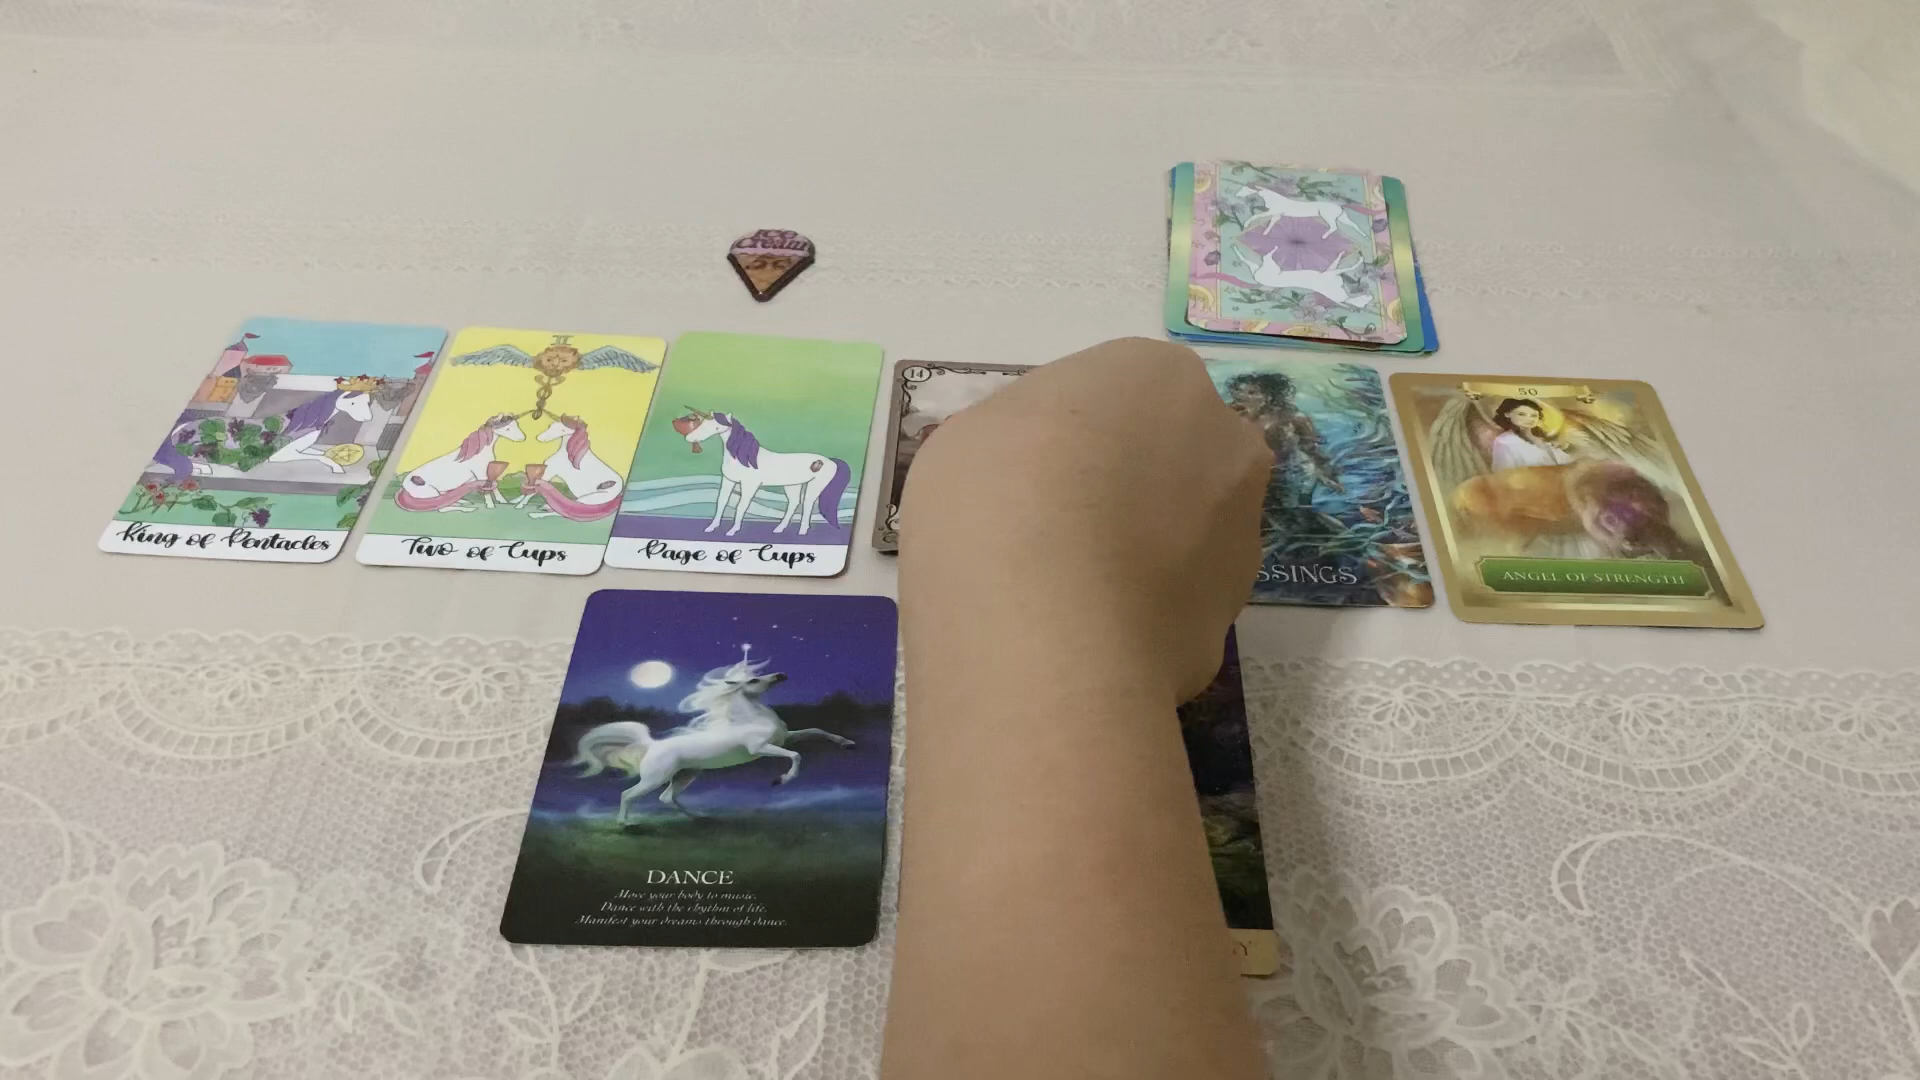 Ice
Cream
14
50
II
King of Pentacles
Two of Cups
Page of Cups
SSINGS
ANGEL OF STRENGTH
DANCE
Move your body to music.
Dance with the rhythm of life.
Manifest your dreams through dance.
Y